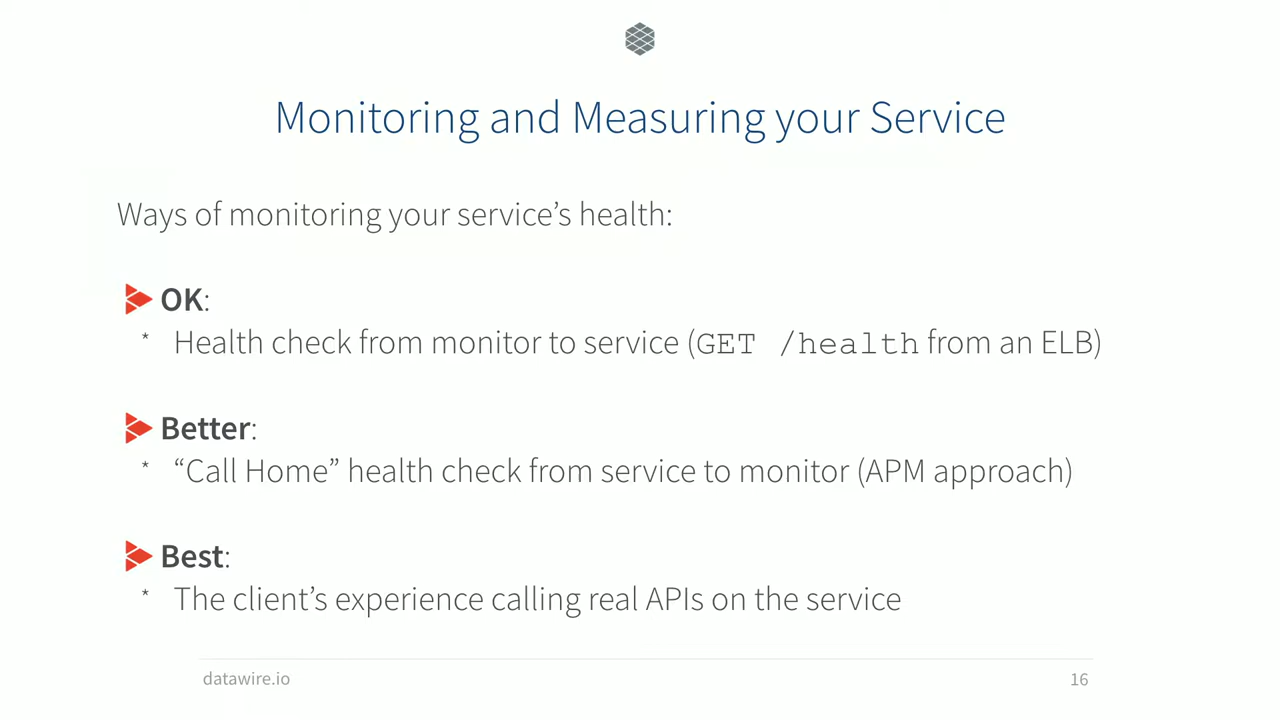 Monitoring and Measuring your Service
Ways of monitoring your service’s health:
OK:
* Health check from monitor to service (GET /health from an ELB)
Better:
* “Call Home” health check from service to monitor (APM approach)
Best:
* The client’s experience calling real APIs on the service
datawire.io
16